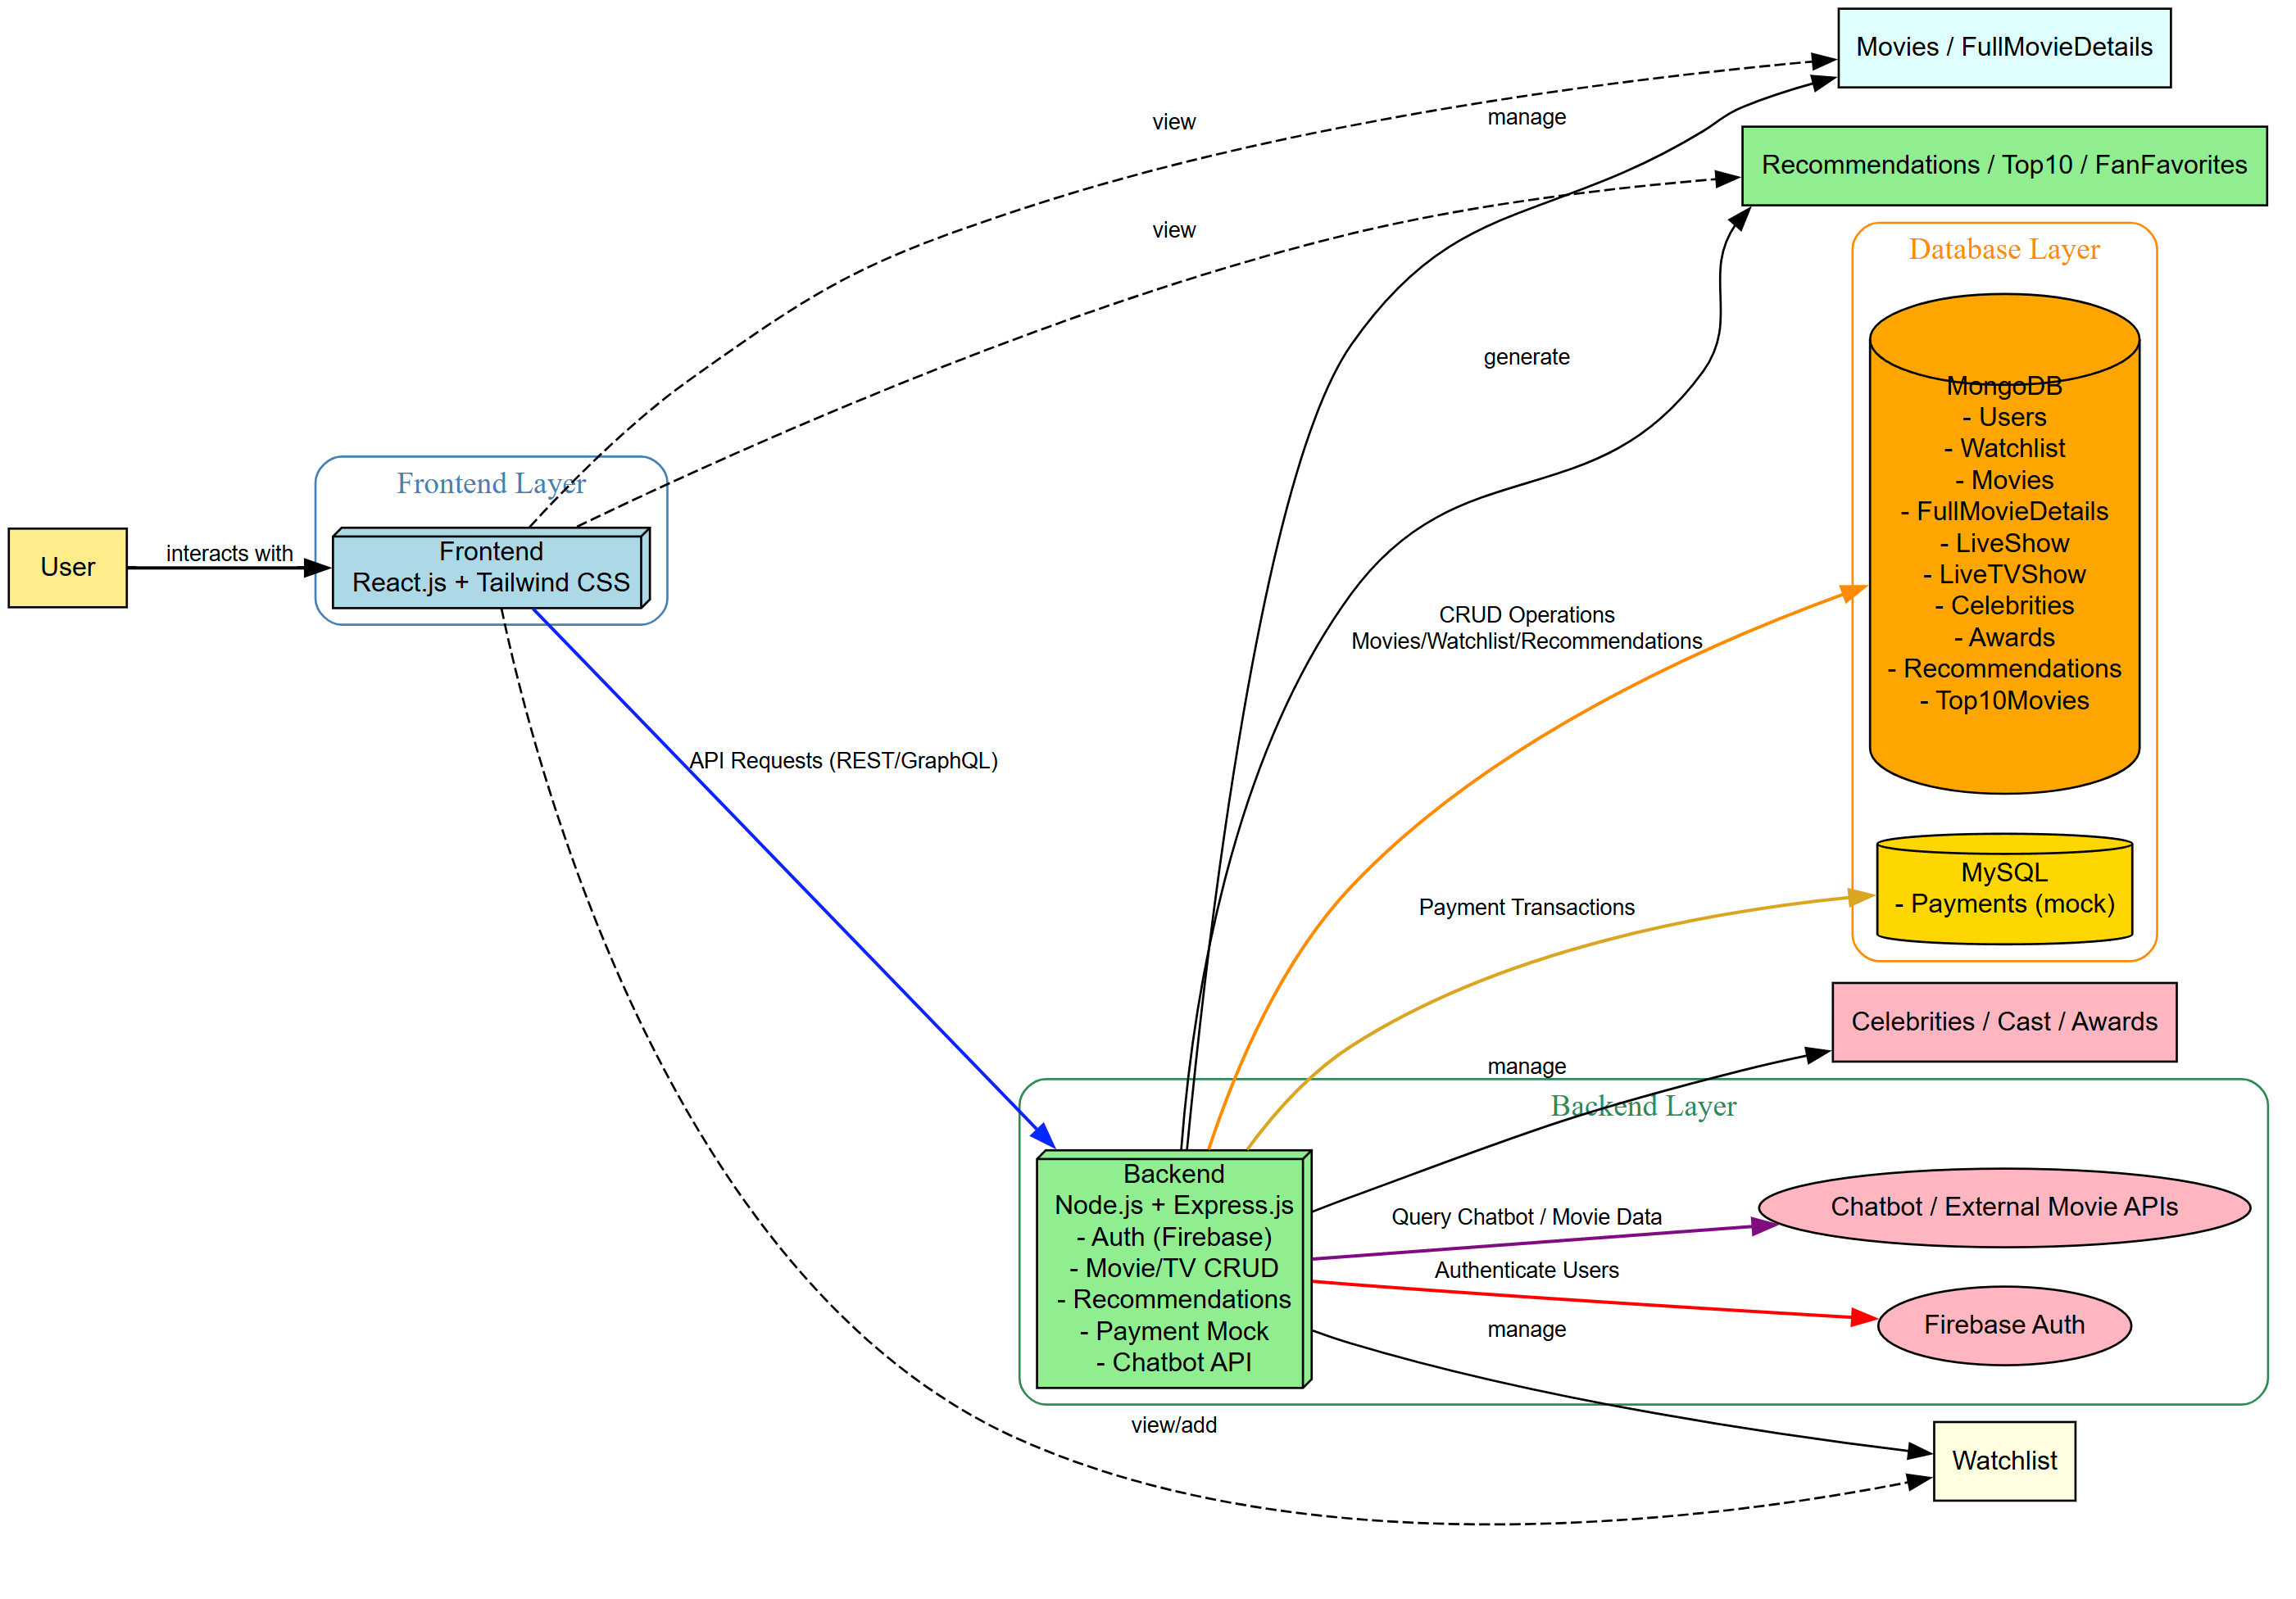 Movies / FullMovieDetails
view
manage
Recommendations / Top10 / FanFavorites
view
Database Layer
generate
MongoDB
- Users
- Watchlist
- Movies
- FullMovieDetails
- LiveShow
- LiveTVShow
- Celebrities
- Awards
- Recommendations
- Top10Movies
Frontend Layer
User
interacts with
Frontend
React.js + Tailwind CSS
CRUD Operations
Movies/Watchlist/Recommendations
API Requests (REST/GraphQL)
MySQL
- Payments (mock)
Payment Transactions
Celebrities / Cast / Awards
manage
Backend Layer
Backend
Node.js + Express.js
- Auth (Firebase)
- Movie/TV CRUD
- Recommendations
- Payment Mock
- Chatbot API
Query Chatbot / Movie Data
Chatbot / External Movie APIs
Authenticate Users
Firebase Auth
manage
view/add
Watchlist